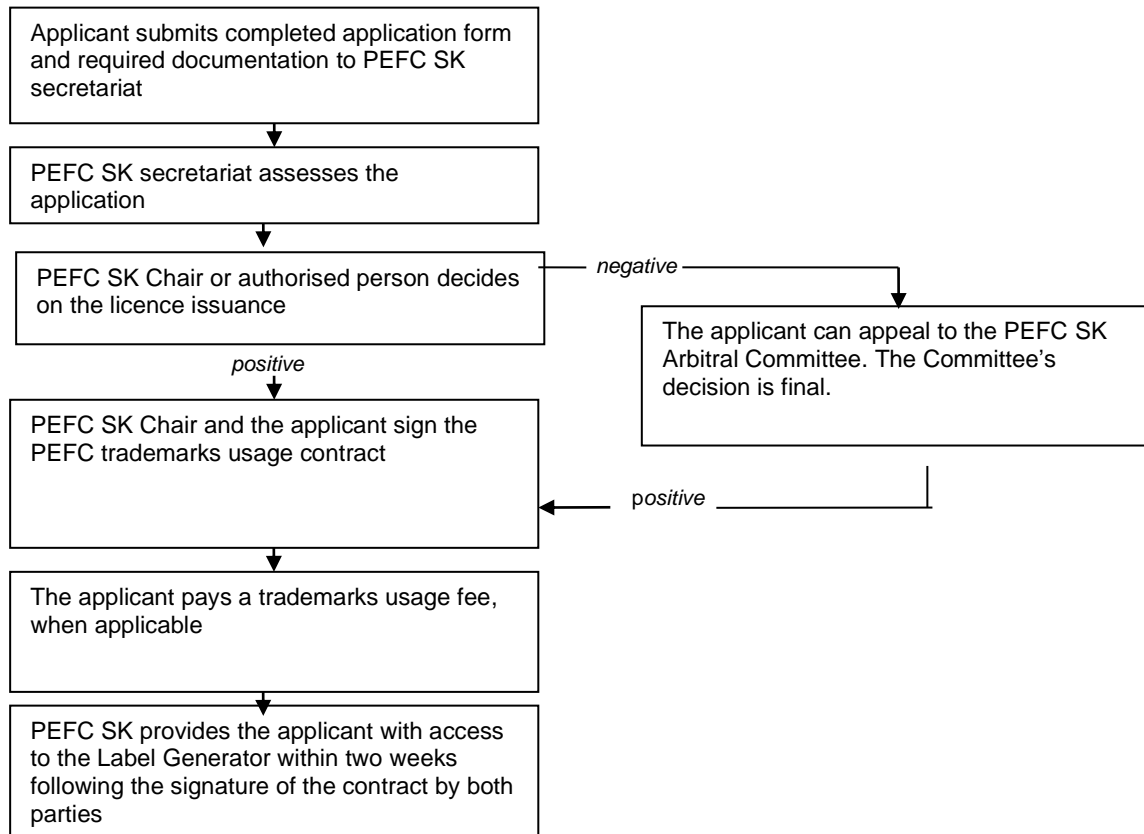 Applicant submits completed application form
and required documentation to PEFC SK
secretariat
PEFC SK secretariat assesses the
application
PEFC SK Chair or authorised person decides
on the licence issuance
negative
The applicant can appeal to the PEFC SK
Arbitral Committee. The Committee’s
decision is final.
positive
PEFC SK Chair and the applicant sign the
PEFC trademarks usage contract
positive
The applicant pays a trademarks usage fee,
when applicable
PEFC SK provides the applicant with access
to the Label Generator within two weeks
following the signature of the contract by both
parties